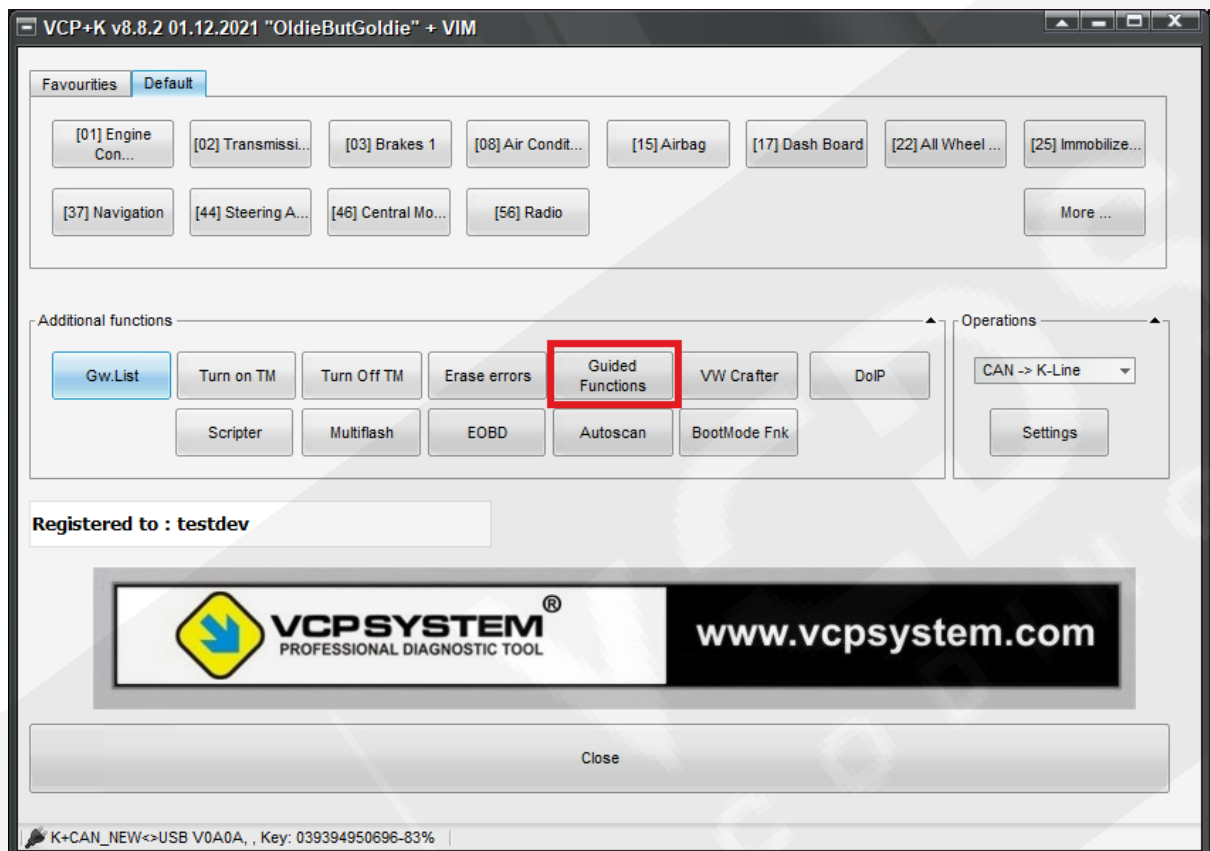 VCP+K v8.8.2 01.12.2021 "OldieButGoldie" + VIM
Favourities Default
[01] Engine
Con...
[02] Transmissi...
[03] Brakes 1
[08] Air Condit...
[15] Airbag
[17] Dash Board
[22] All Wheel ...
[25] Immobilize...
[37] Navigation
[44] Steering A...
[46] Central Mo...
[56] Radio
More ...
Additional functions
Gw.List
Turn on TM
Turn Off TM
Erase errors
Guided
Functions
VW Crafter
DoIP
Scripter
Multiflash
EOBD
Autoscan
BootMode Fnk
Operations
CAN -> K-Line
Settings
Registered to : testdev
VCPSYSTEM®
PROFESSIONAL DIAGNOSTIC TOOL
www.vcpsystem.com
Close
K+CAN_NEW<>USB V0A0A, , Key: 039394950696-83%